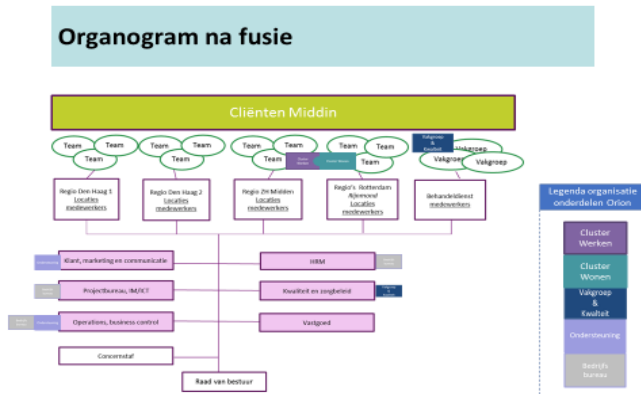 Organogram na fusie
Cliënten Middin
Team Team Team
Team Team Team
Team Team Team
Team Team Team
Vakgroep
&
Kwaliteit
Vakgroep
Vakgroep Vakgroep
Regio Den Haag 1
Locaties
medewerkers
Regio Den Haag 2
Locaties
medewerkers
Regio ZH Midden
Locaties
medewerkers
Regio's Rotterdam
Rijnmond
Locaties
medewerkers
Behandeldienst
medewerkers
Legenda organisatie
onderdelen Orion
Cluster
Werken
Cluster
Wonen
Vakgroep
&
Kwaliteit
Ondersteuning
Bedrijfs
bureau
Klant, marketing en communicatie
HRM
Projectbureau, IM/ICT
Kwaliteit en zorgbeleid
Operations, business control
Vastgoed
Concernstaf
Raad van bestuur